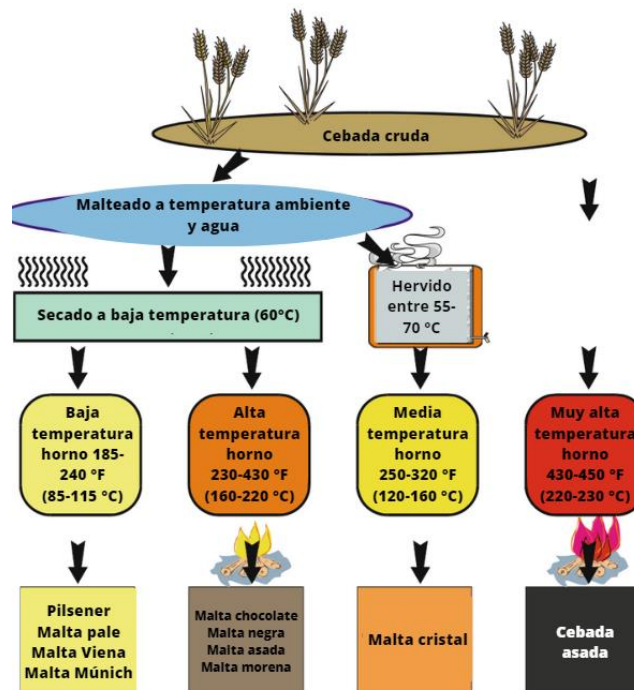 Cebada cruda
Malteado a temperatura ambiente
y agua
Secado a baja temperatura (60°C)
Hervido
entre 55-
70 °C
Baja
temperatura
horno 185-
240 °F
(85-115 °C)
Alta
temperatura
horno
230-430 °F
(160-220 °C)
Media
temperatura
horno
250-320 °F
(120-160 °C)
Muy alta
temperatura
horno
430-450 °F
(220-230 °C)
Pilsener
Malta pale
Malta Viena
Malta Múnich
Malta chocolate
Malta negra
Malta asada
Malta morena
Malta cristal
Cebada
asada